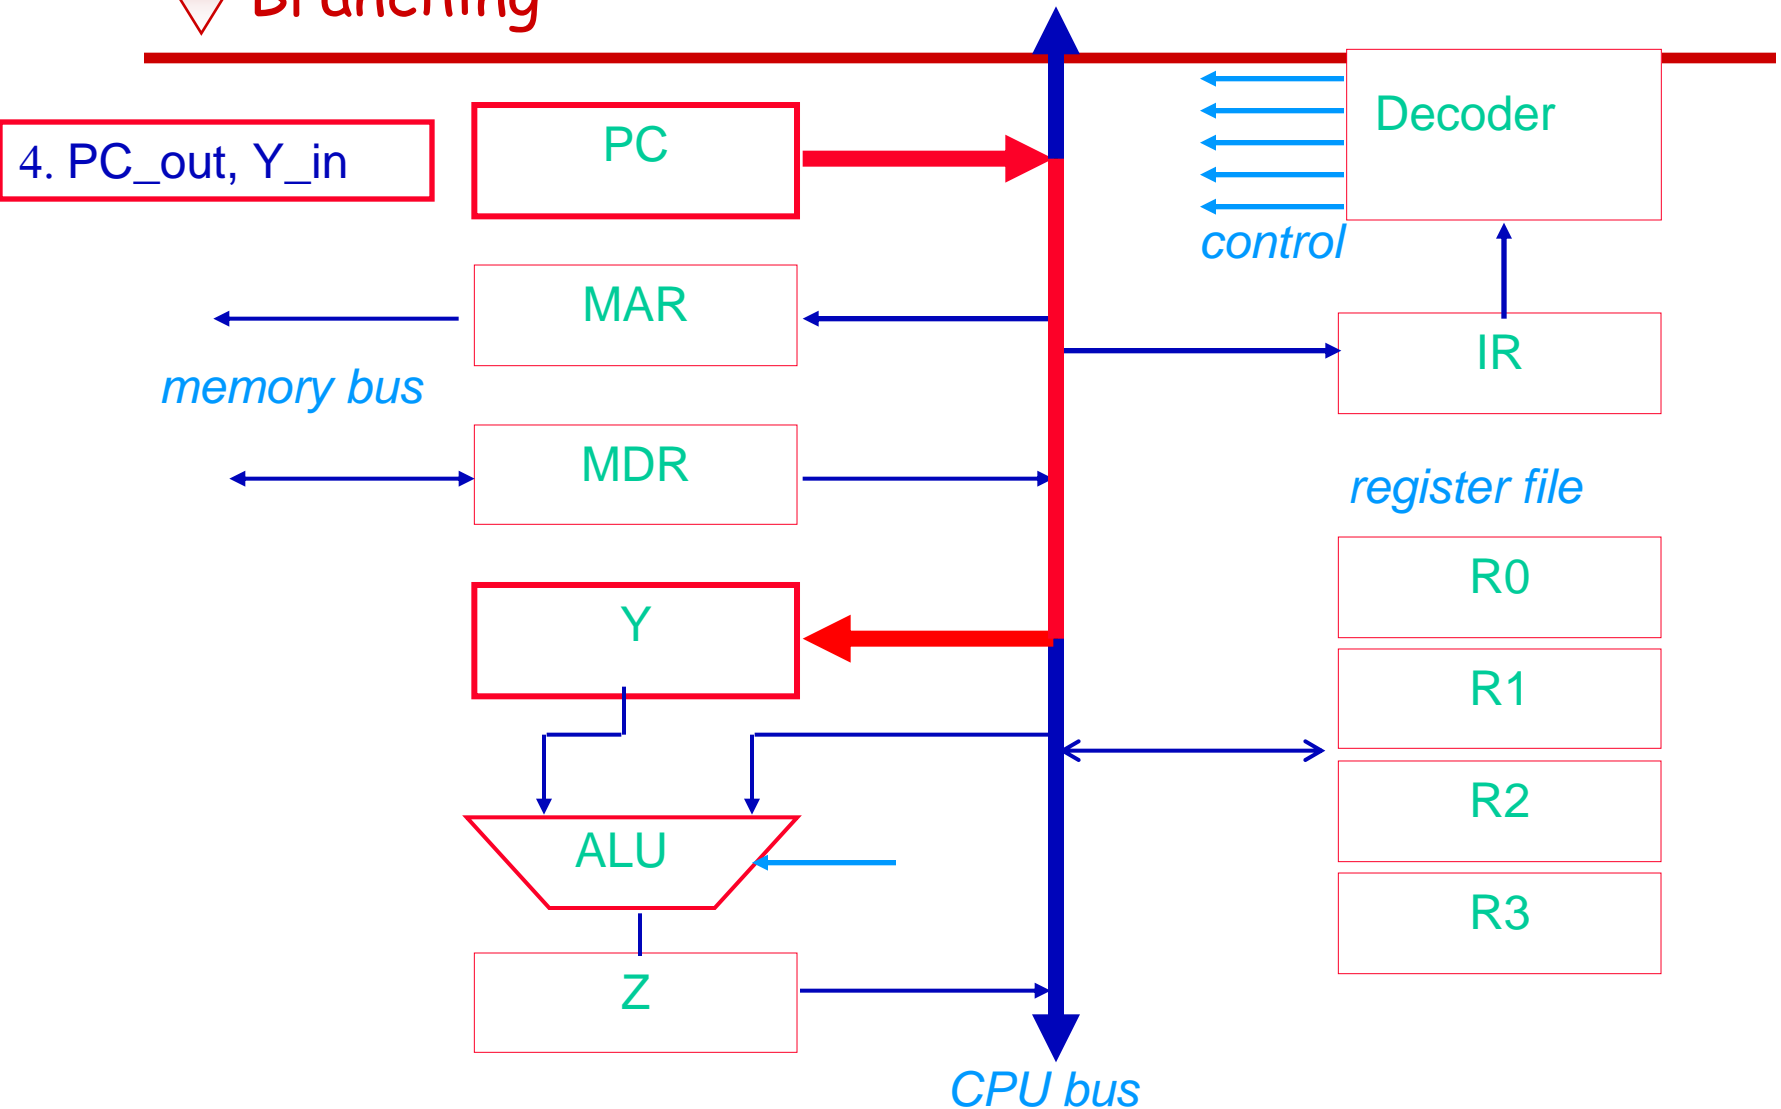 Branching
4. PC_out, Y_in
PC
Decoder
control
MAR
memory bus
IR
MDR
register file
Y
R0
R1
ALU
R2
R3
Z
CPU bus